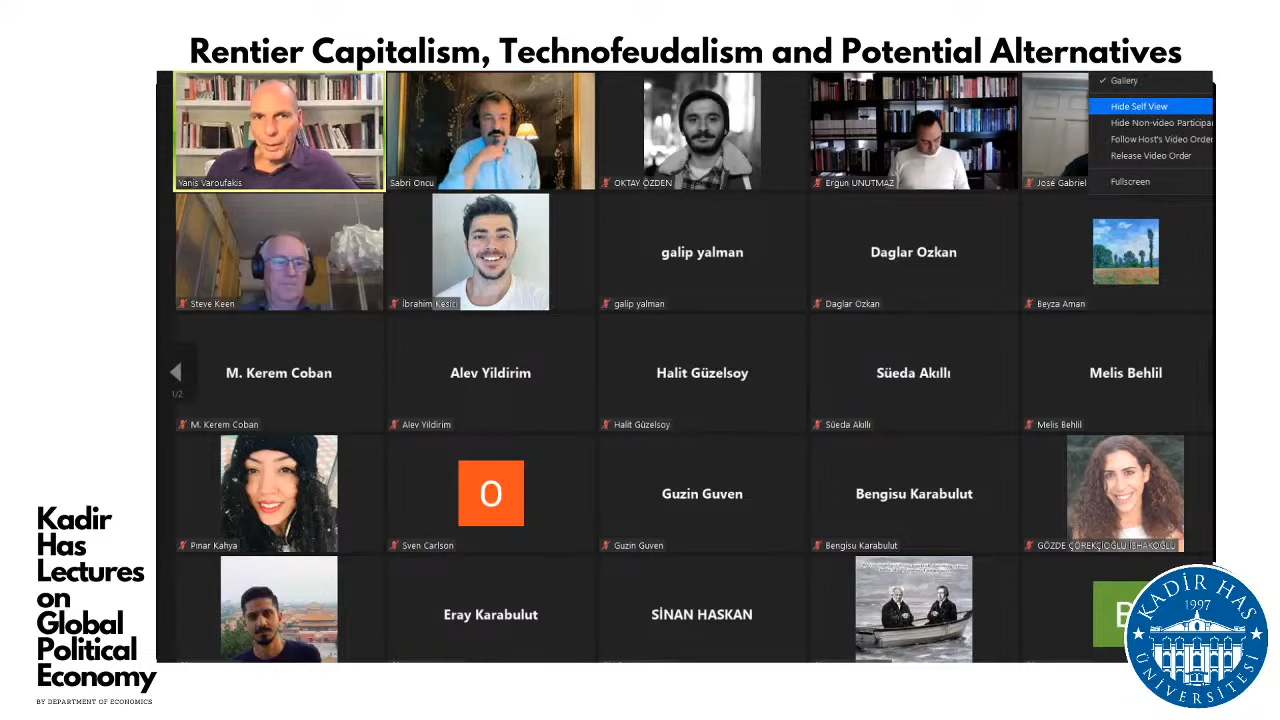 Rentier Capitalism, Technofeudalism and Potential Alternatives
Gallery
Hide Self View
Hide Non-video Participan
Follow Host's Video Order
Release Video Order
Fullscreen
Yanis Varoufakis
Sabri Oncu
OKTAY ÖZDEN
Ergun UNUTMAZ
José Gabriel
galip yalman
Daglar Ozkan
Steve Keen
İbrahim Kesici
galip yalman
Daglar Ozkan
Beyza Aman
M. Kerem Coban
Alev Yildirim
Halit Güzelsoy
Süeda Akıllı
Melis Behlil
1/2
M. Kerem Coban
Alev Yildirim
Halit Güzelsoy
Süeda Akıllı
Melis Behlil
O
Guzin Guven
Bengisu Karabulut
Pınar Kahya
Sven Carlson
Guzin Guven
Bengisu Karabulut
GÖZDE ÇÖREKÇİOĞLU İSHAKOĞLU
Eray Karabulut
SİNAN HASKAN
Kadir
Has
Lectures
on
Global
Political
Economy
BY DEPARTMENT OF ECONOMICS
KADİR HAS
1997
ÜNİVERSİTESİ